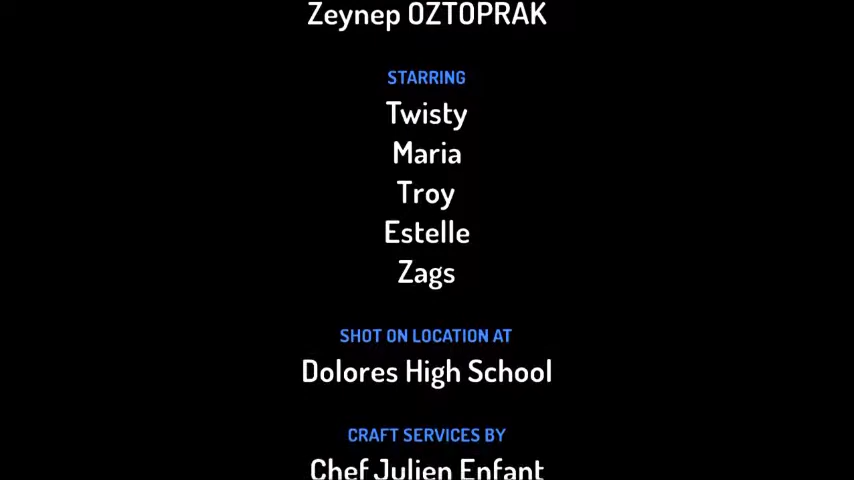 Zeynep OZTOPRAK
STARRING
Twisty
Maria
Troy
Estelle
Zags
SHOT ON LOCATION AT
Dolores High School
CRAFT SERVICES BY
Chef Julien Enfant